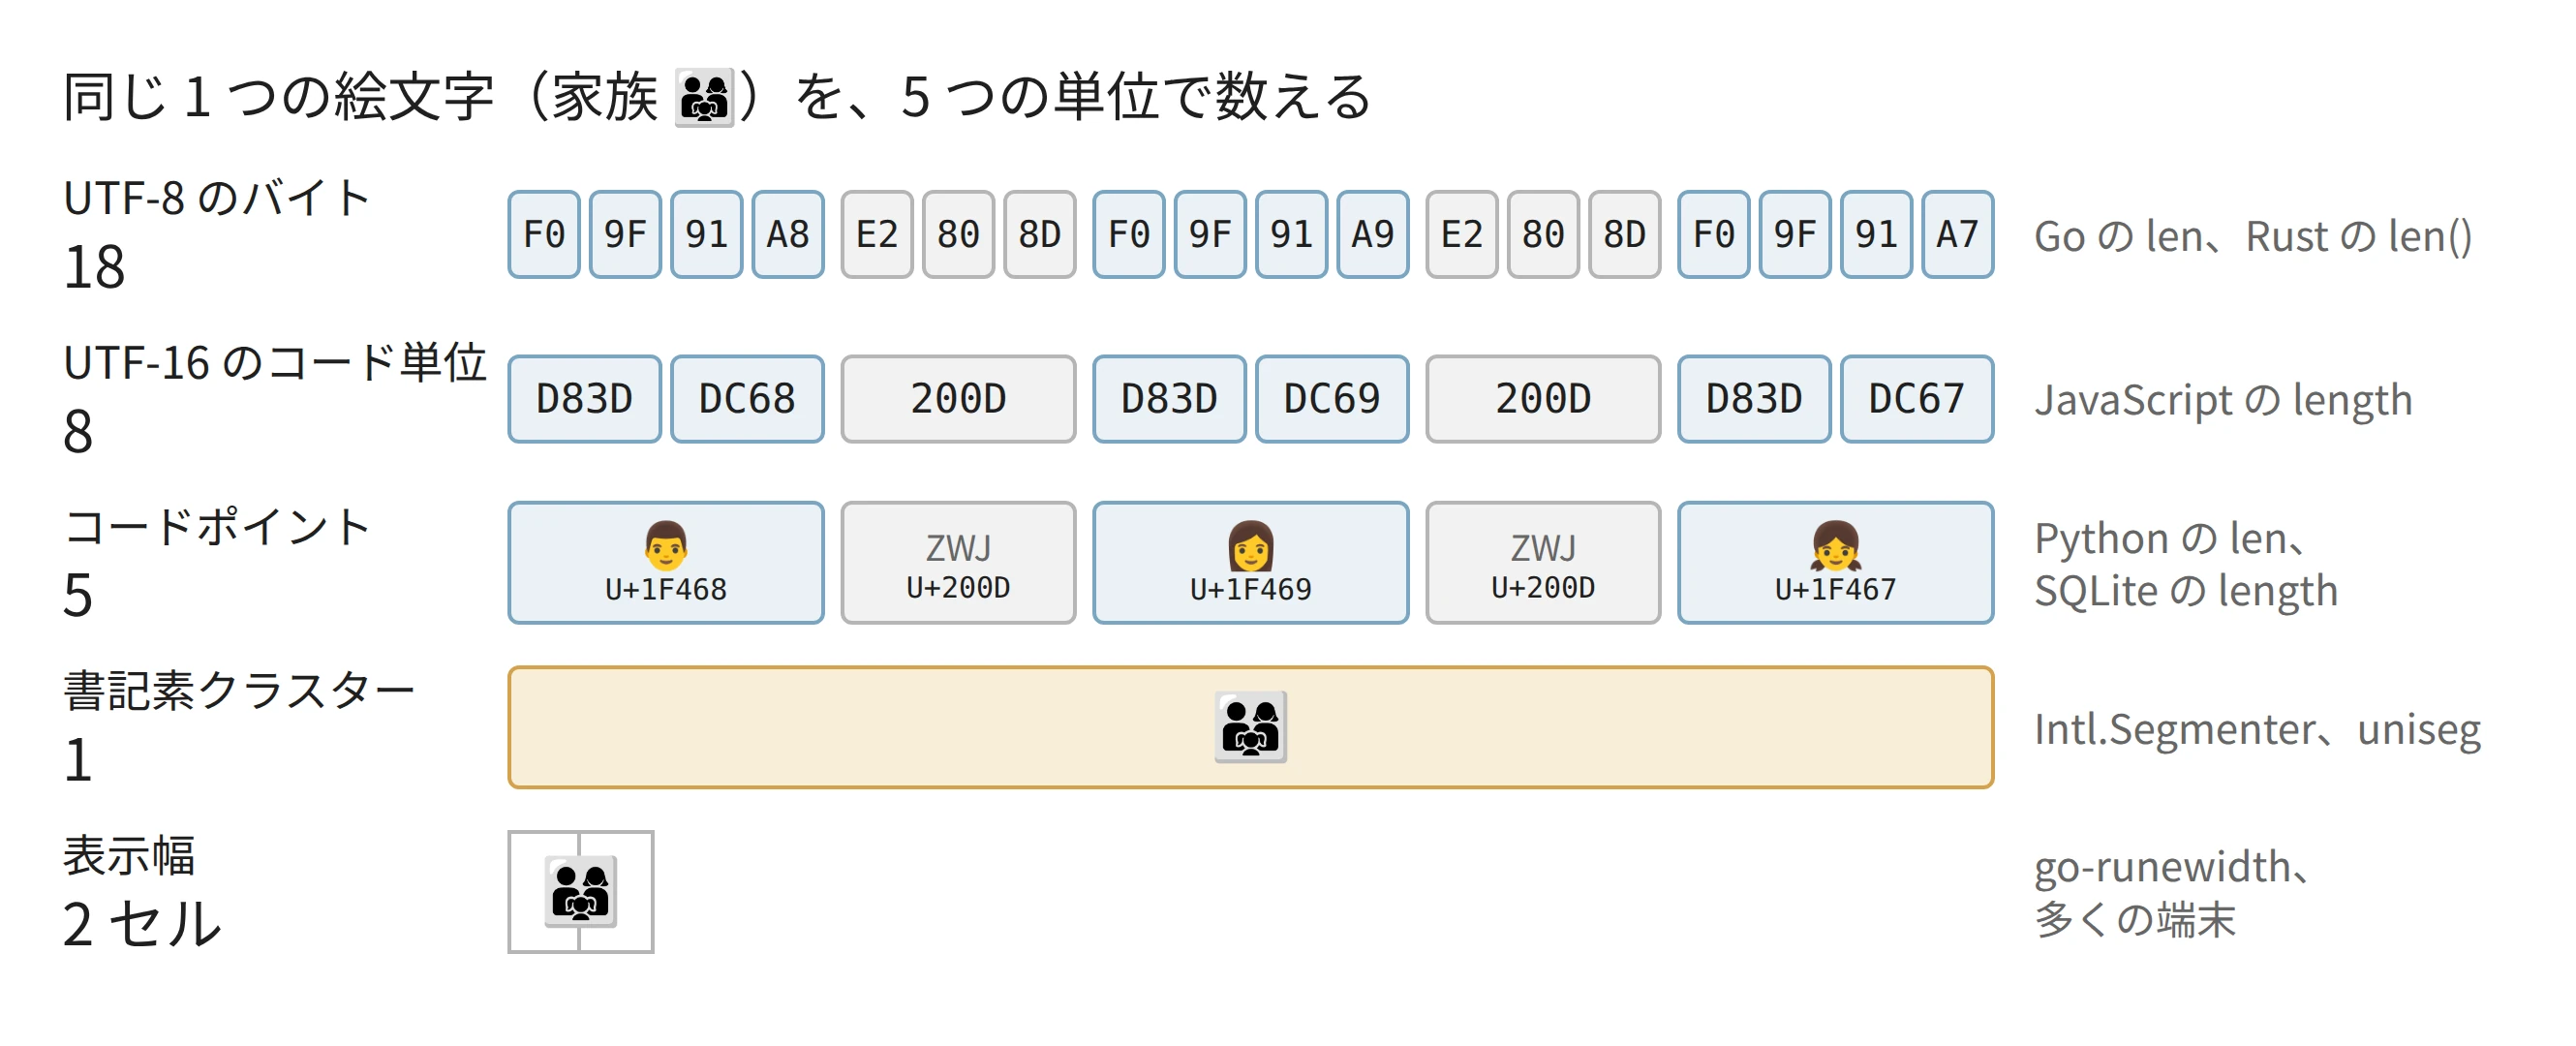 同じ 1 つの絵文字（家族 👨‍👩‍👧）を、5 つの単位で数える
UTF-8 のバイト
18
F0 9F 91 A8 E2 80 8D F0 9F 91 A9 E2 80 8D F0 9F 91 A7
Go の len、Rust の len()
UTF-16 のコード単位
8
D83D DC68 200D D83D DC69 200D D83D DC67
JavaScript の length
コードポイント
5
👨 ZWJ 👩 ZWJ 👧
U+1F468 U+200D U+1F469 U+200D U+1F467
Python の len、
SQLite の length
書記素クラスター
1
👨‍👩‍👧
Intl.Segmenter、uniseg
表示幅
2 セル
👨‍👩‍👧
go-runewidth、
多くの端末